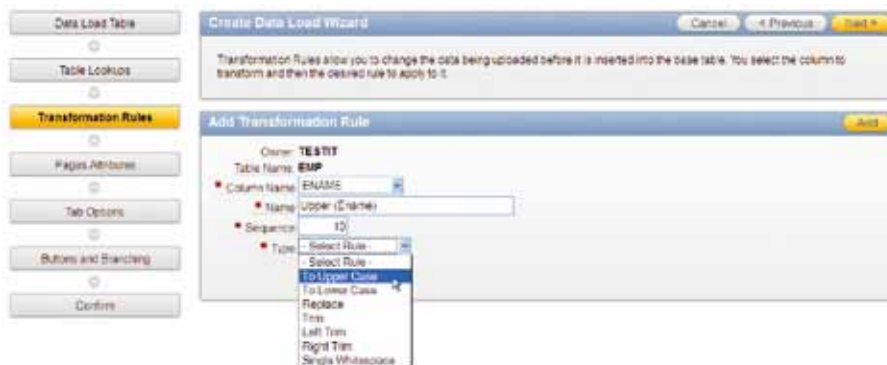 Data Load Table
Table Lookups
Transformation Rules
Pages Attributes
Tab Options
Buttons and Branching
Confirm
Create Data Load Wizard
Cancel
< Previous
Next >
Transformation Rules allow you to change the data being uploaded before it is inserted into the base table. You select the column to
transform and then the desired rule to apply to it.
Add Transformation Rule
Add
Owner TESTIT
Table Name EMP
* Column Name ENAME
* Name Upper (Ename)
* Sequence 10
* Type - Select Rule -
- Select Rule -
To Upper Case
To Lower Case
Replace
Trim
Left Trim
Right Trim
Single Whitespace